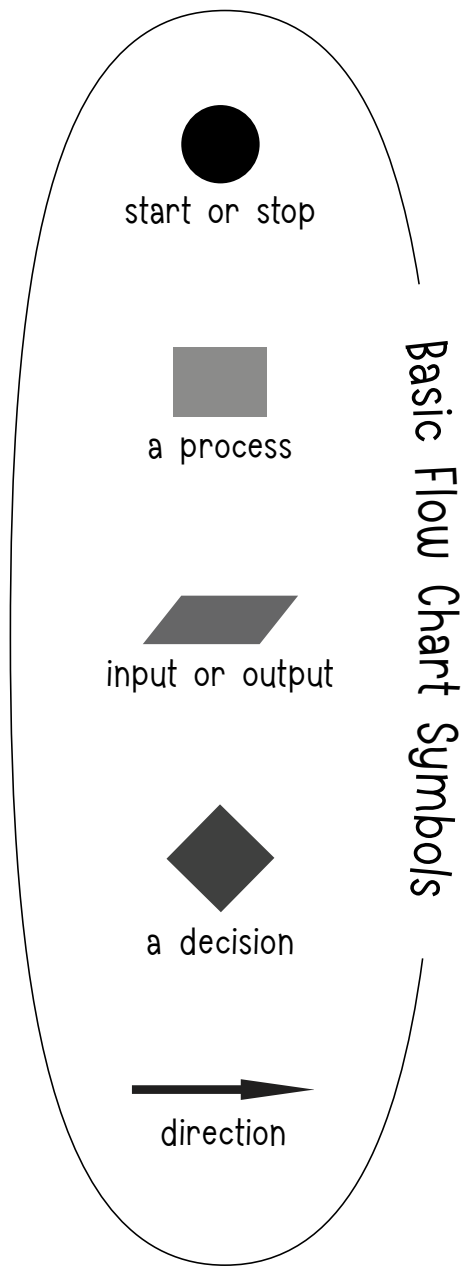 start or stop
a process
input or output
a decision
direction
Basic Flow Chart Symbols